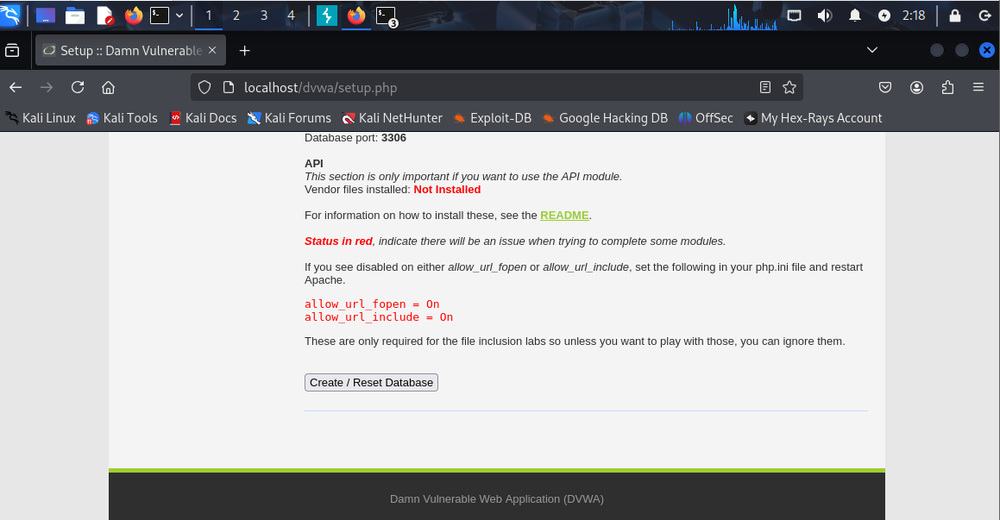 1 2 3 4 3 2:18
Setup :: Damn Vulnerable
localhost/dvwa/setup.php
Kali Linux Kali Tools Kali Docs Kali Forums Kali NetHunter Exploit-DB Google Hacking DB OffSec My Hex-Rays Account
Database port: 3306
API
This section is only important if you want to use the API module.
Vendor files installed: Not Installed
For information on how to install these, see the README.
Status in red, indicate there will be an issue when trying to complete some modules.
If you see disabled on either allow_url_fopen or allow_url_include, set the following in your php.ini file and restart
Apache.
allow_url_fopen = On
allow_url_include = On
These are only required for the file inclusion labs so unless you want to play with those, you can ignore them.
Create / Reset Database
Damn Vulnerable Web Application (DVWA)